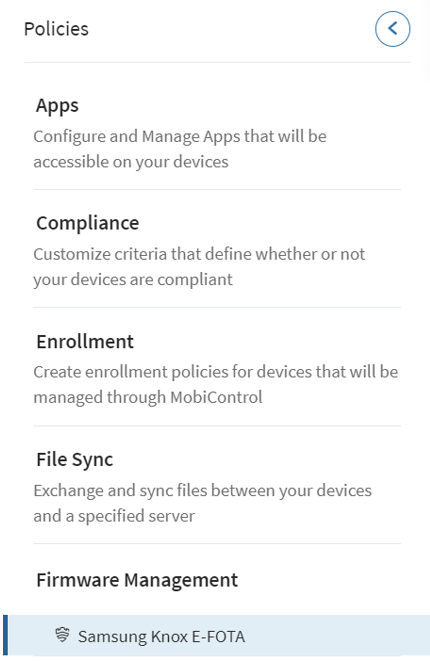 Policies
Apps
Configure and Manage Apps that will be
accessible on your devices
Compliance
Customize criteria that define whether or not
your devices are compliant
Enrollment
Create enrollment policies for devices that will be
managed through MobiControl
File Sync
Exchange and sync files between your devices
and a specified server
Firmware Management
Samsung Knox E-FOTA